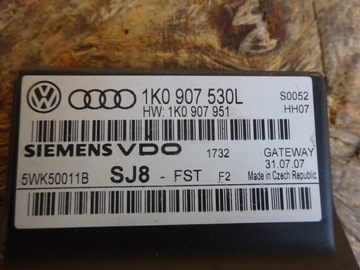 1K0 907 530L S0052
HW: 1K0 907 951 HH07
SIEMENS VDO 1732 GATEWAY
31.07.07
5WK50011B SJ8 - FST F2 Made in Czech Republic